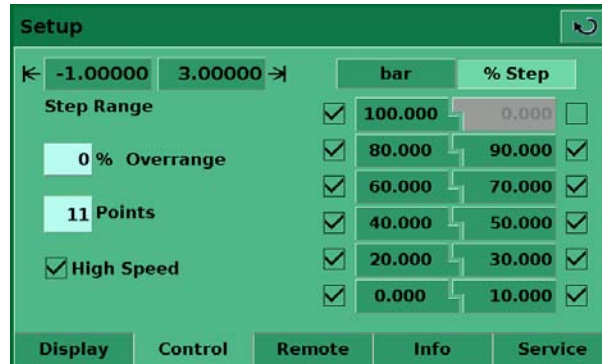 Setup
-1.00000 3.00000 bar % Step
Step Range 100.000 0.000
0 % Overrange 80.000 90.000
60.000 70.000
11 Points 40.000 50.000
High Speed 20.000 30.000
0.000 10.000
Display Control Remote Info Service